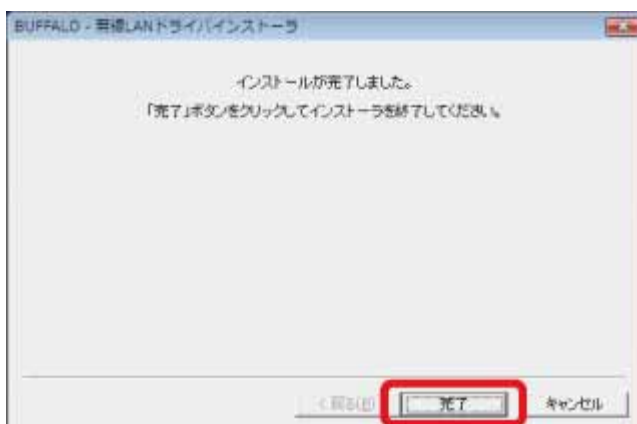 BUFFALO - 無線LANドライバインストーラ
インストールが完了しました。
「完了」ボタンをクリックしてインストーラを終了してください。
< 戻る(B)
完了
キャンセル